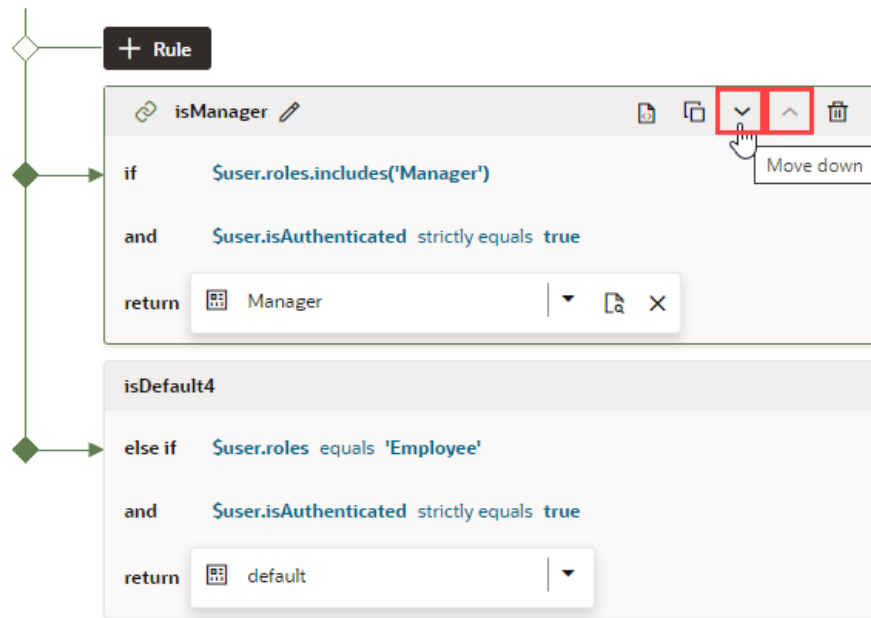 + Rule
isManager
Move down
if $user.roles.includes('Manager')
and $user.isAuthenticated strictly equals true
return Manager
isDefault4
else if $user.roles equals 'Employee'
and $user.isAuthenticated strictly equals true
return default